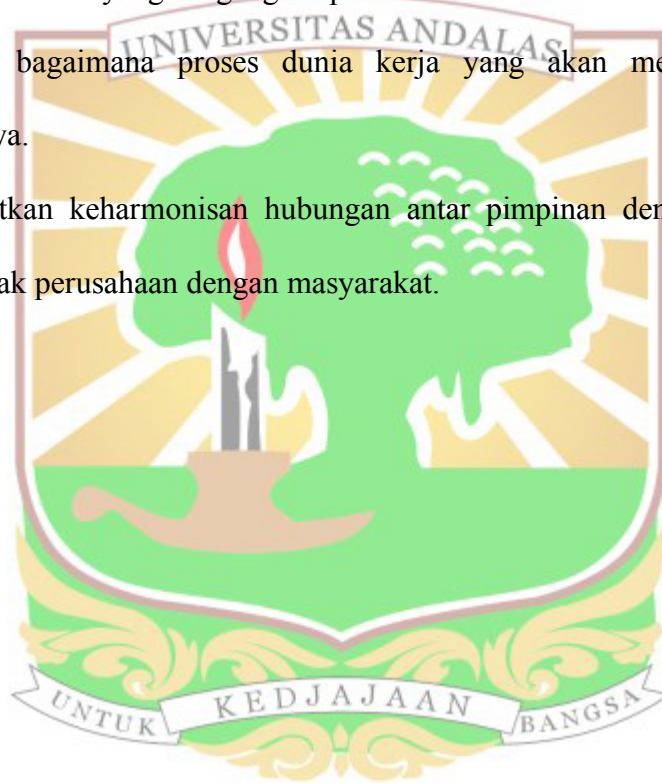 UNIVERSITAS ANDALAS
bagaimana proses dunia kerja yang akan me
ya.
tkan keharmonisan hubungan antar pimpinan den
ak perusahaan dengan masyarakat.
UNTUK KEDJAJAAN BANGSA